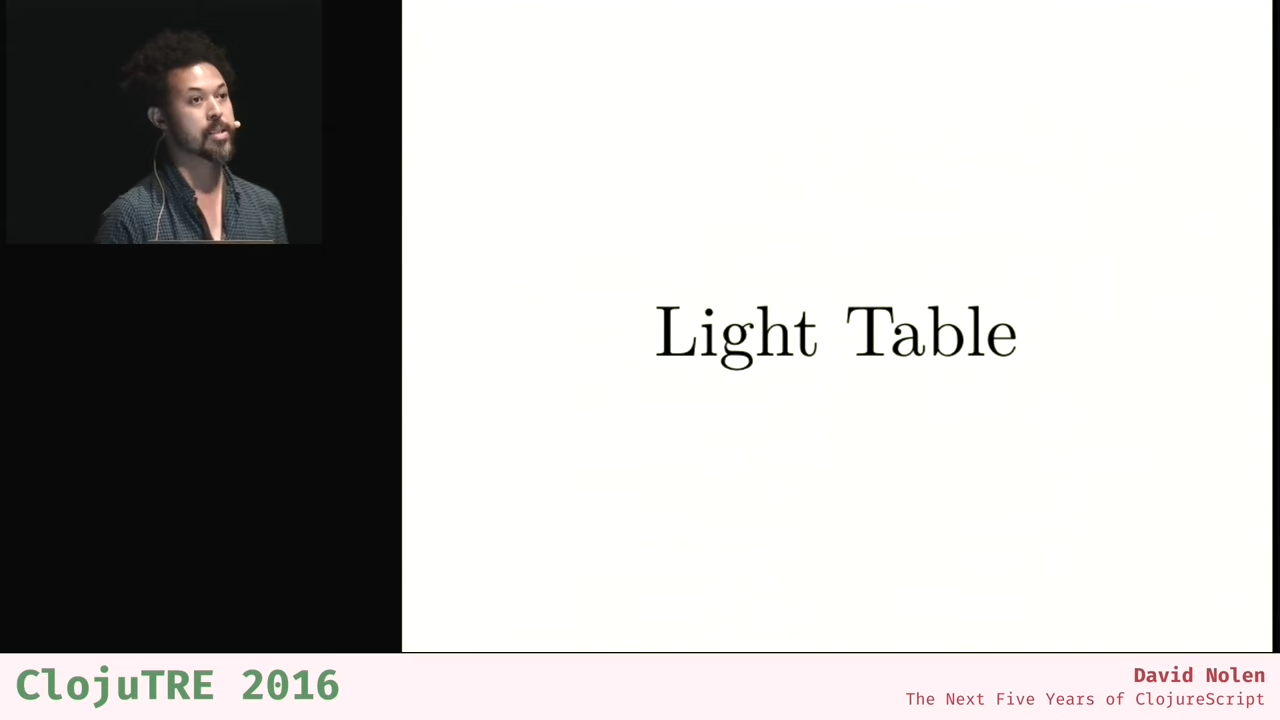 Light Table
ClojuTRE 2016
David Nolen
The Next Five Years of ClojureScript